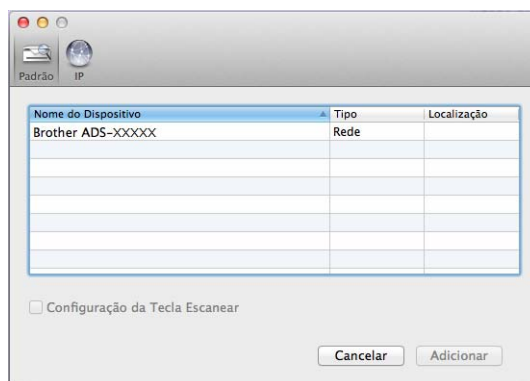 Padrão IP
Nome do Dispositivo Tipo Localização
Brother ADS-XXXXX Rede
Configuração da Tecla Escanear
Cancelar Adicionar